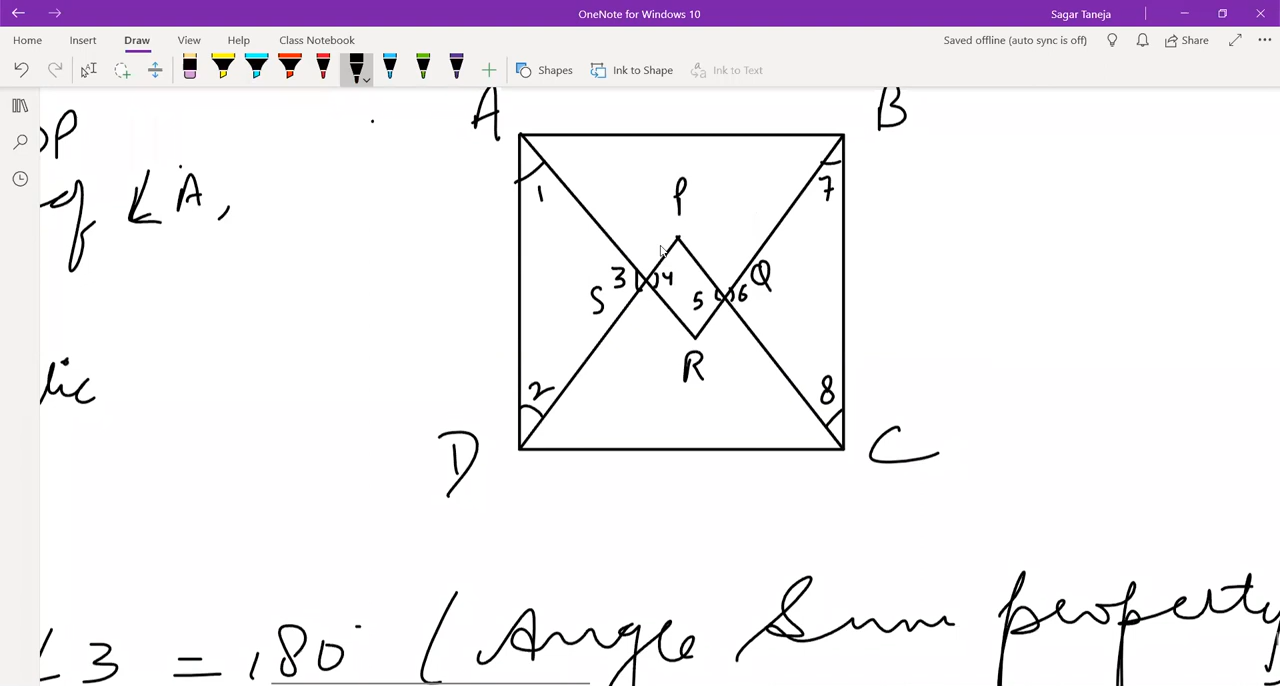 OneNote for Windows 10
Sagar Taneja
Home Insert Draw View Help Class Notebook
Saved offline (auto sync is off) Share
Shapes Ink to Shape Ink to Text
A B
of ∠A,
1 7
P
3 4 Q
S 5 6
R
2 8
D C
∠3 = 180° (Angle Sum property